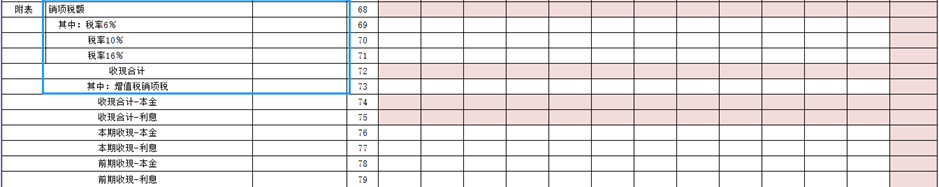 附表 销项税额 68
其中: 税率6% 69
税率10% 70
税率16% 71
收现合计 72
其中: 增值税销项税 73
收现合计-本金 74
收现合计-利息 75
本期收现-本金 76
本期收现-利息 77
前期收现-本金 78
前期收现-利息 79